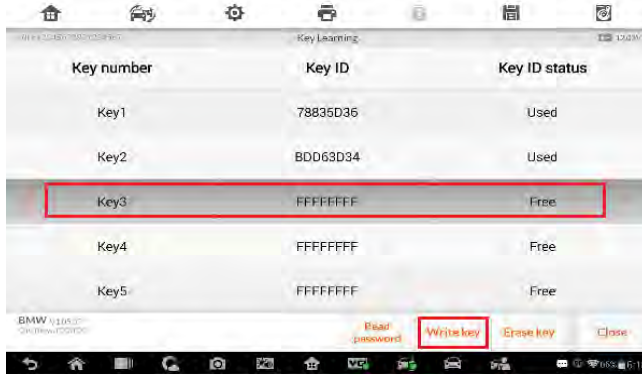 Key Learning
Key number Key ID Key ID status
Key1 78835D36 Used
Key2 BDD63D34 Used
Key3 FFFFFFFF Free
Key4 FFFFFFFF Free
Key5 FFFFFFFF Free
BMW
Read password Write key Erase key Close